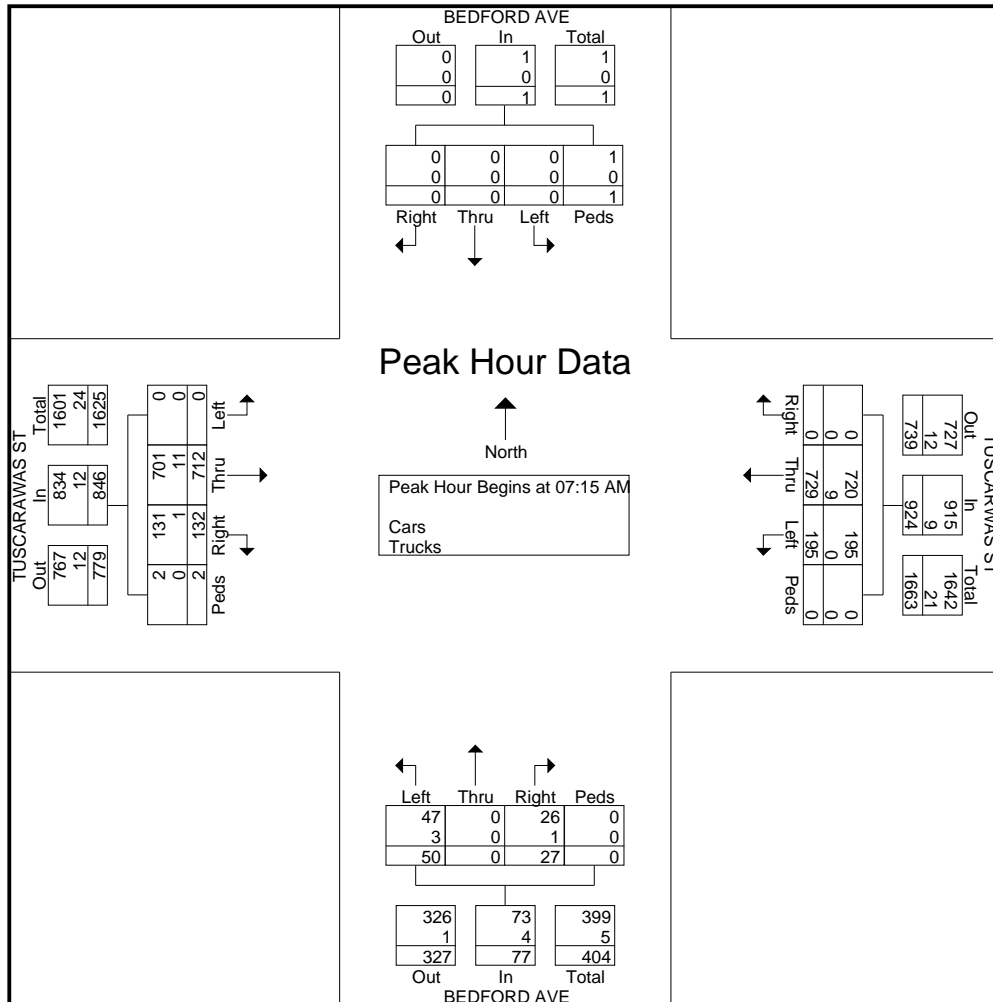 BEDFORD AVE
Out In Total
0 1 1
0 0 0
0 1 1
0 0 0 1
0 0 0 0
0 0 0 1
Right Thru Left Peds
Peak Hour Data
North
Peak Hour Begins at 07:15 AM
Cars
Trucks
TUSCARAWAS ST
Out In Total
767 834 1601
12 12 24
779 846 1625
Peds Right Thru Left
2 131 701 0
0 1 11 0
2 132 712 0
TUSCARWAS ST
Out In Total
727 915 1642
12 9 21
739 924 1663
0 720 195 0
0 9 0 0
0 729 195 0
Right Thru Left Peds
Left Thru Right Peds
47 0 26 0
3 0 1 0
50 0 27 0
326 73 399
1 4 5
327 77 404
Out In Total
BEDFORD AVE